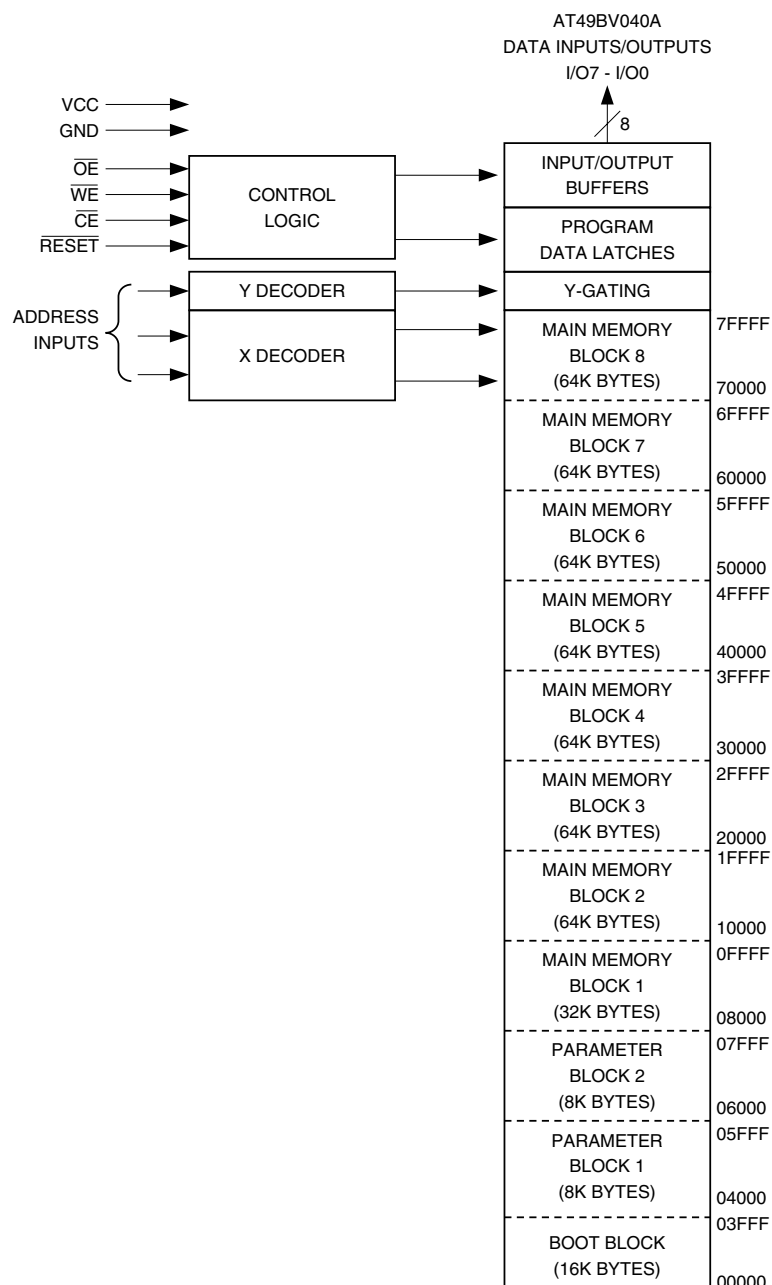 AT49BV040A
DATA INPUTS/OUTPUTS
I/O7 - I/O0
8
VCC
GND
OE
WE
CE
RESET
CONTROL
LOGIC
INPUT/OUTPUT
BUFFERS
PROGRAM
DATA LATCHES
ADDRESS
INPUTS
Y DECODER
Y-GATING
X DECODER
MAIN MEMORY
BLOCK 8
(64K BYTES)
7FFFF
70000
MAIN MEMORY
BLOCK 7
(64K BYTES)
6FFFF
60000
MAIN MEMORY
BLOCK 6
(64K BYTES)
5FFFF
50000
MAIN MEMORY
BLOCK 5
(64K BYTES)
4FFFF
40000
MAIN MEMORY
BLOCK 4
(64K BYTES)
3FFFF
30000
MAIN MEMORY
BLOCK 3
(64K BYTES)
2FFFF
20000
MAIN MEMORY
BLOCK 2
(64K BYTES)
1FFFF
10000
MAIN MEMORY
BLOCK 1
(32K BYTES)
0FFFF
08000
PARAMETER
BLOCK 2
(8K BYTES)
07FFF
06000
PARAMETER
BLOCK 1
(8K BYTES)
05FFF
04000
BOOT BLOCK
(16K BYTES)
03FFF
00000